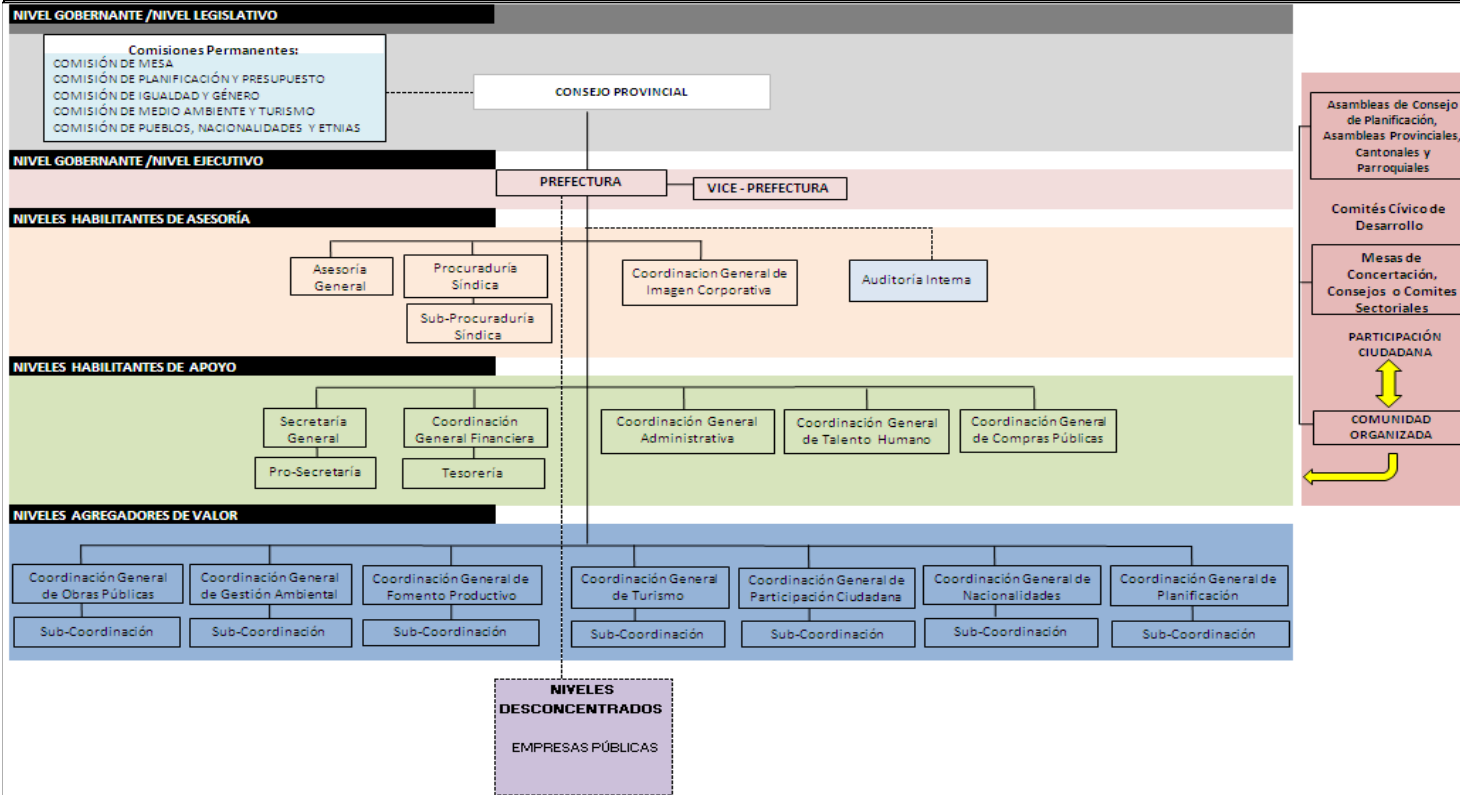 NIVEL GOBERNANTE /NIVEL LEGISLATIVO
Comisiones Permanentes:
COMISIÓN DE MESA
COMISIÓN DE PLANIFICACIÓN Y PRESUPUESTO
COMISIÓN DE IGUALDAD Y GÉNERO
COMISIÓN DE MEDIO AMBIENTE Y TURISMO
COMISIÓN DE PUEBLOS, NACIONALIDADES Y ETNIAS
CONSEJO PROVINCIAL
NIVEL GOBERNANTE /NIVEL EJECUTIVO
PREFECTURA
VICE - PREFECTURA
NIVELES HABILITANTES DE ASESORÍA
Asesoría
General
Procuraduría
Síndica
Sub-Procuraduría
Síndica
Coordinacion General de
Imagen Corporativa
Auditoría Interna
NIVELES HABILITANTES DE APOYO
Secretaría
General
Pro-Secretaría
Coordinación
General Financiera
Tesorería
Coordinación General
Administrativa
Coordinación General
de Talento Humano
Coordinación General
de Compras Públicas
NIVELES AGREGADORES DE VALOR
Coordinación General
de Obras Públicas
Sub-Coordinación
Coordinación General
de Gestión Ambiental
Sub-Coordinación
Coordinación General de
Fomento Productivo
Sub-Coordinación
Coordinación General
de Turismo
Sub-Coordinación
Coordinación General de
Participación Ciudadana
Sub-Coordinación
Coordinación General de
Nacionalidades
Sub-Coordinación
Coordinación General de
Planificación
Sub-Coordinación
NIVELES
DESCONCENTRADOS
EMPRESAS PÚBLICAS
Asambleas de Consejo
de Planificación,
Asambleas Provinciales,
Cantonales y
Parroquiales
Comités Cívico de
Desarrollo
Mesas de
Concertación,
Consejos o Comites
Sectoriales
PARTICIPACIÓN
CIUDADANA
COMUNIDAD
ORGANIZADA